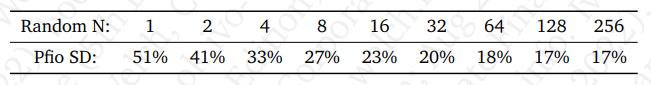 Random N: 1 2 4 8 16 32 64 128 256
Pfio SD: 51% 41% 33% 27% 23% 20% 18% 17% 17%